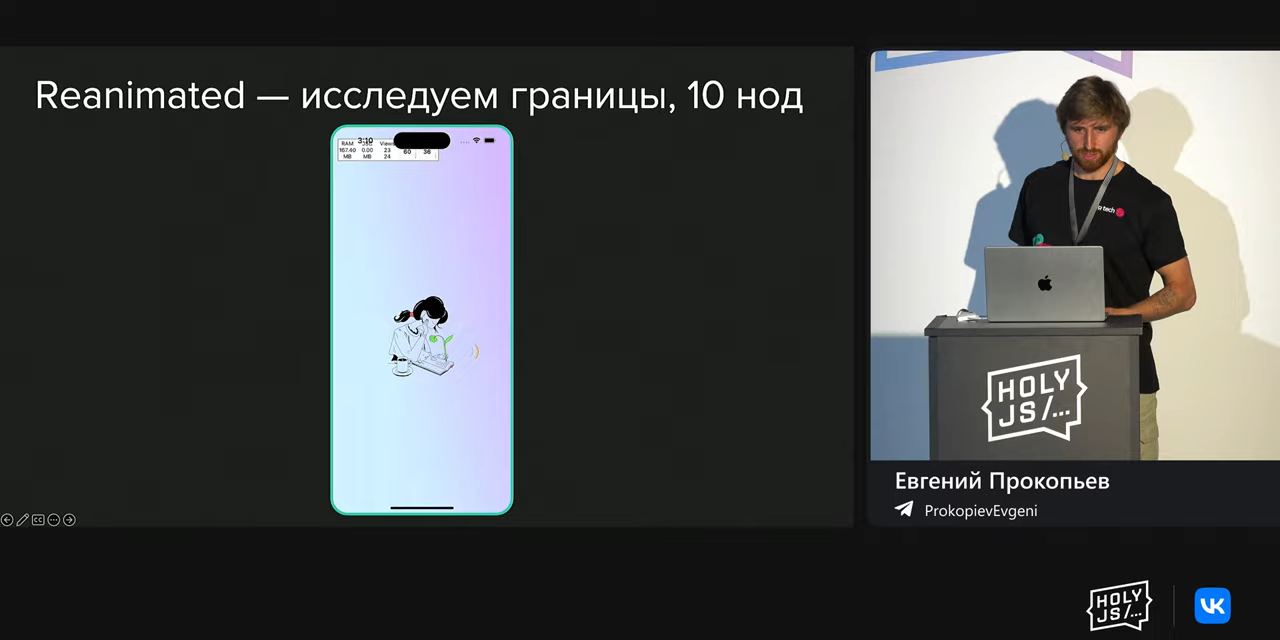 Reanimated — исследуем границы, 10 нод
3:10
RAM
167.40
MB
0.00
MB
Views
23
24
60
36
tech
HOLY
JS/...
Евгений Прокопьев
ProkopievEvgeni
HOLY
JS/...
VK